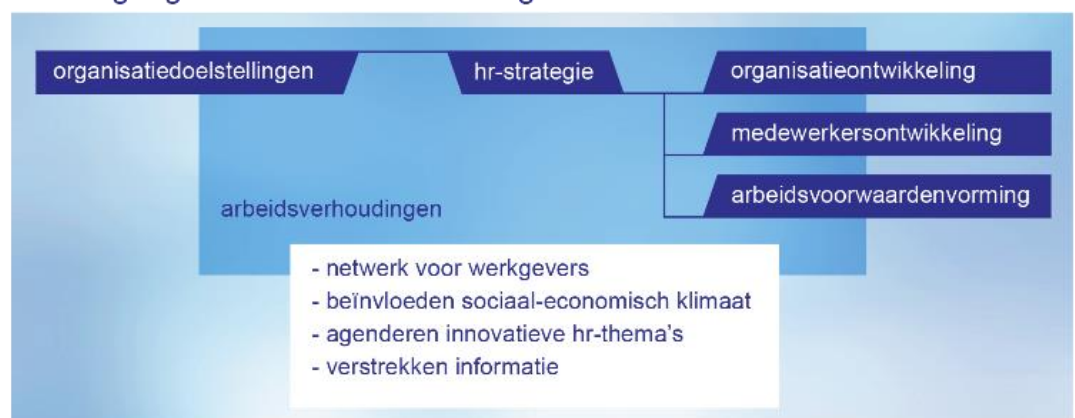 organisatiedoelstellingen
hr-strategie
organisatieontwikkeling
medewerkersontwikkeling
arbeidsvoorwaardenvorming
arbeidsverhoudingen
- netwerk voor werkgevers
- beïnvloeden sociaal-economisch klimaat
- agenderen innovatieve hr-thema's
- verstrekken informatie